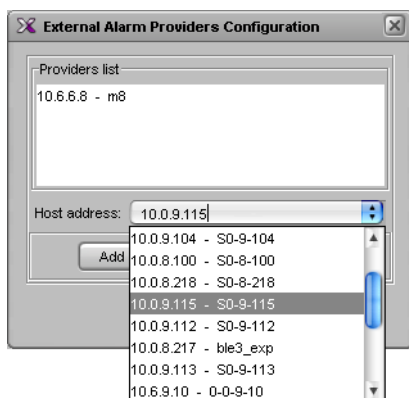 External Alarm Providers Configuration
Providers list
10.6.6.8 - m8
Host address: 10.0.9.115
Add
10.0.9.104 - S0-9-104
10.0.8.100 - S0-8-100
10.0.8.218 - S0-8-218
10.0.9.115 - S0-9-115
10.0.9.112 - S0-9-112
10.0.8.217 - ble3_exp
10.0.9.113 - S0-9-113
10.6.9.10 - 0-0-9-10